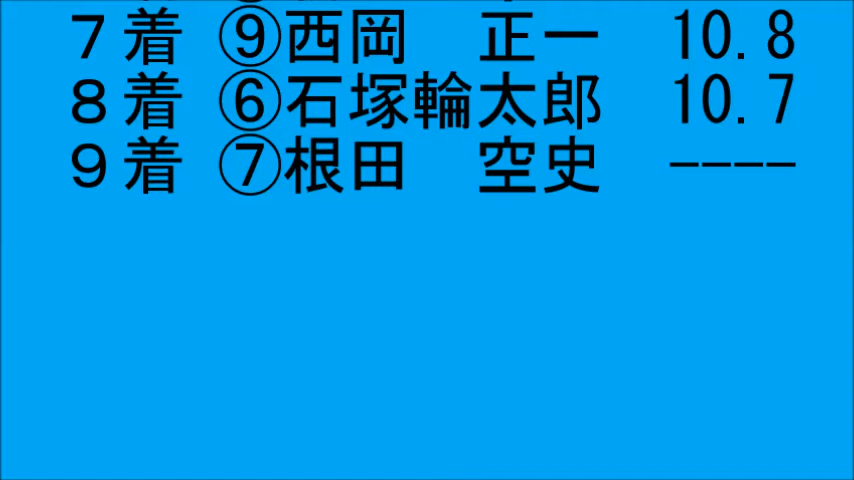 ７着 ⑨西岡　正一 10.8
８着 ⑥石塚輪太郎 10.7
９着 ⑦根田　空史 ----